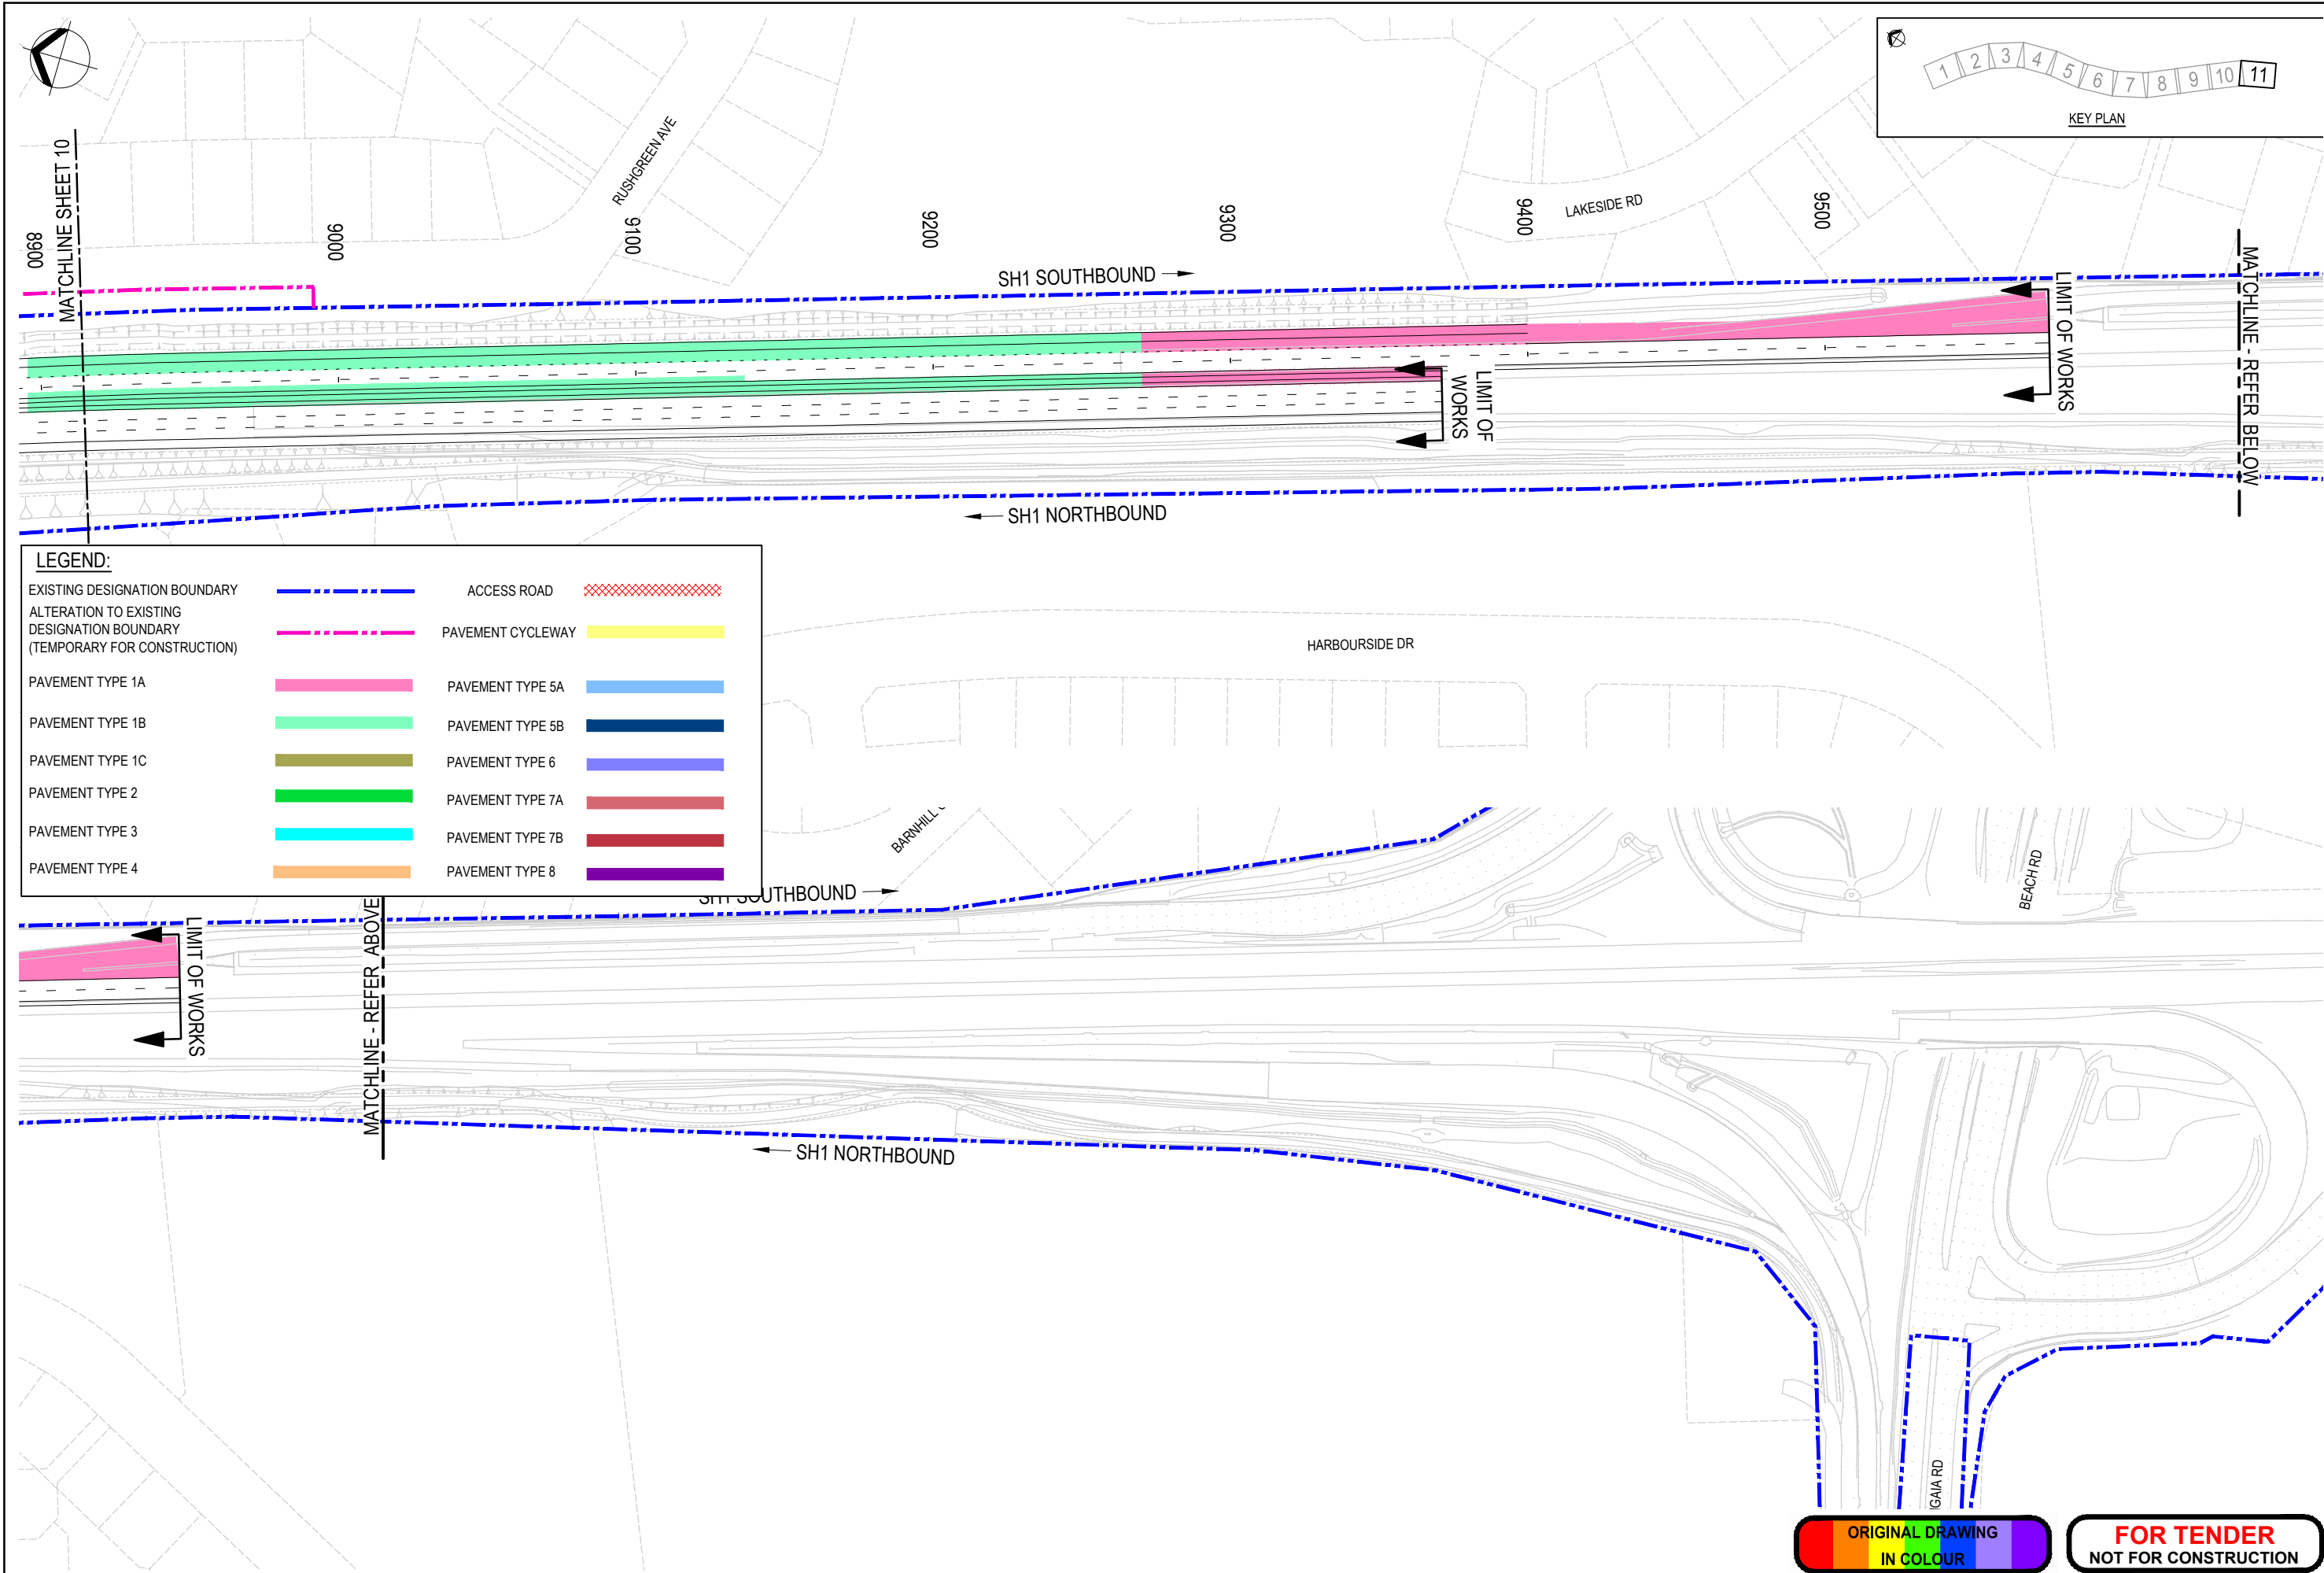 1 2 3 4 5 6 7 8 9 10 11
KEY PLAN
MATCHLINE SHEET 10
RUSHGREEN AVE
LAKESIDE RD
8900
9000
9100
9200
9300
9400
9500
SH1 SOUTHBOUND
LIMIT OF WORKS
MATCHLINE - REFER BELOW
LIMIT OF
WORKS
SH1 NORTHBOUND
LEGEND:
EXISTING DESIGNATION BOUNDARY
ALTERATION TO EXISTING
DESIGNATION BOUNDARY
(TEMPORARY FOR CONSTRUCTION)
PAVEMENT TYPE 1A
PAVEMENT TYPE 1B
PAVEMENT TYPE 1C
PAVEMENT TYPE 2
PAVEMENT TYPE 3
PAVEMENT TYPE 4
ACCESS ROAD
PAVEMENT CYCLEWAY
PAVEMENT TYPE 5A
PAVEMENT TYPE 5B
PAVEMENT TYPE 6
PAVEMENT TYPE 7A
PAVEMENT TYPE 7B
PAVEMENT TYPE 8
HARBOURSIDE DR
BARNHILL
BEACH RD
SH1 SOUTHBOUND
LIMIT OF WORKS
MATCHLINE - REFER ABOVE
SH1 NORTHBOUND
GAIA RD
ORIGINAL DRAWING
IN COLOUR
FOR TENDER
NOT FOR CONSTRUCTION